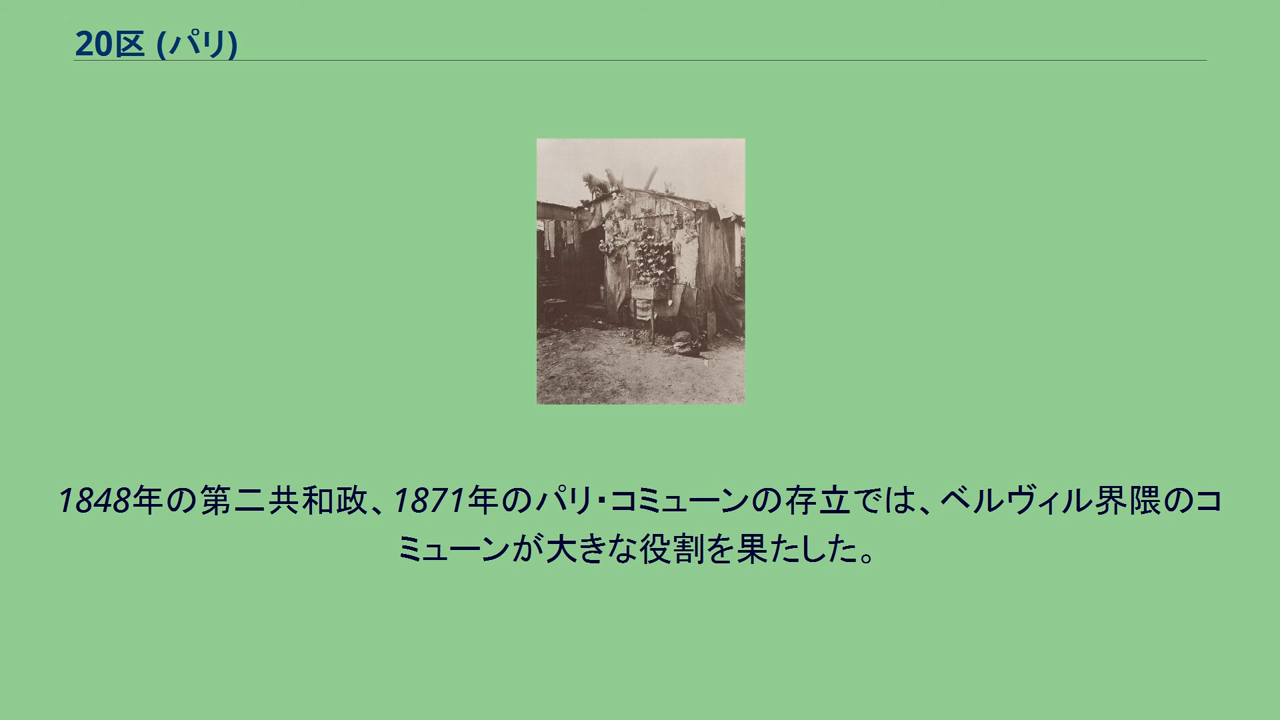 20区 (パリ)
1848年の第二共和政、1871年のパリ・コミューンの存立では、ベルヴィル界隈のコ
ミューンが大きな役割を果たした。